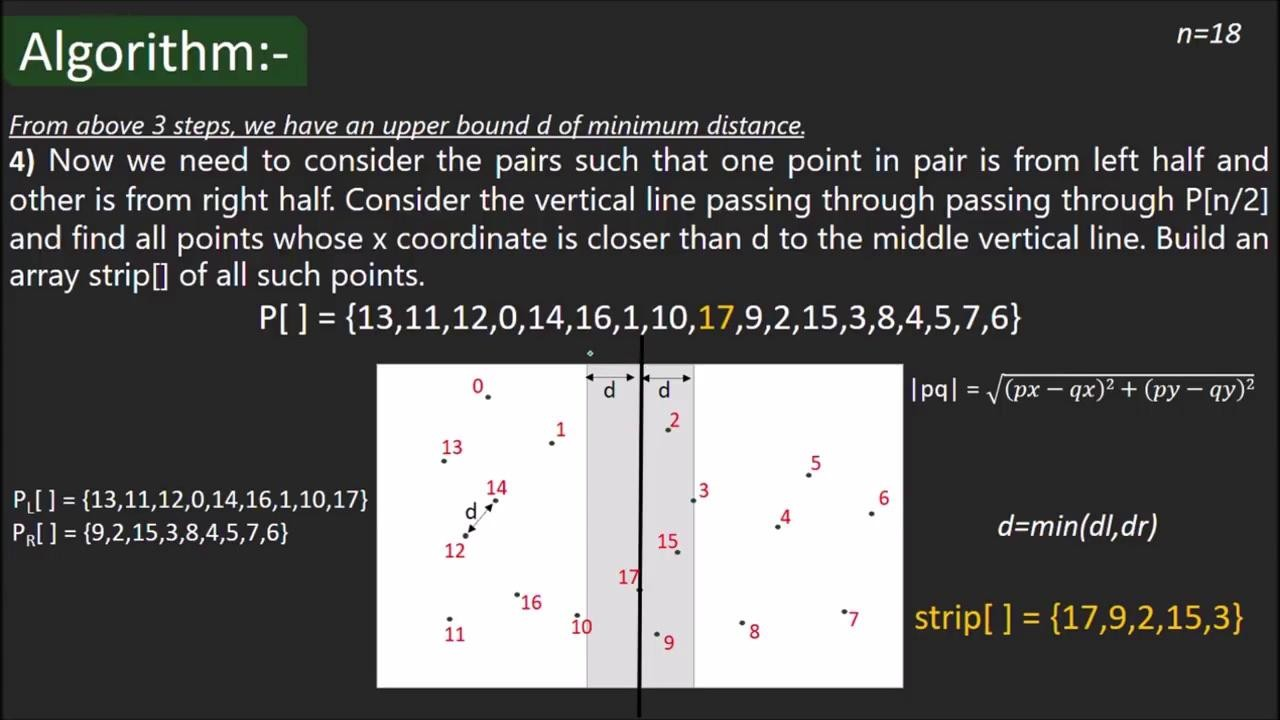 Algorithm:-
n=18
From above 3 steps, we have an upper bound d of minimum distance.
4) Now we need to consider the pairs such that one point in pair is from left half and
other is from right half. Consider the vertical line passing through passing through P[n/2]
and find all points whose x coordinate is closer than d to the middle vertical line. Build an
array strip[] of all such points.
P[ ] = {13,11,12,0,14,16,1,10,17,9,2,15,3,8,4,5,7,6}
0
d
d
|pq| = √(px − qx)² + (py − qy)²
1
2
13
5
14
3
6
P_L[ ] = {13,11,12,0,14,16,1,10,17}
P_R[ ] = {9,2,15,3,8,4,5,7,6}
d
4
d=min(dl,dr)
12
15
17
16
10
11
9
8
7
strip[ ] = {17,9,2,15,3}